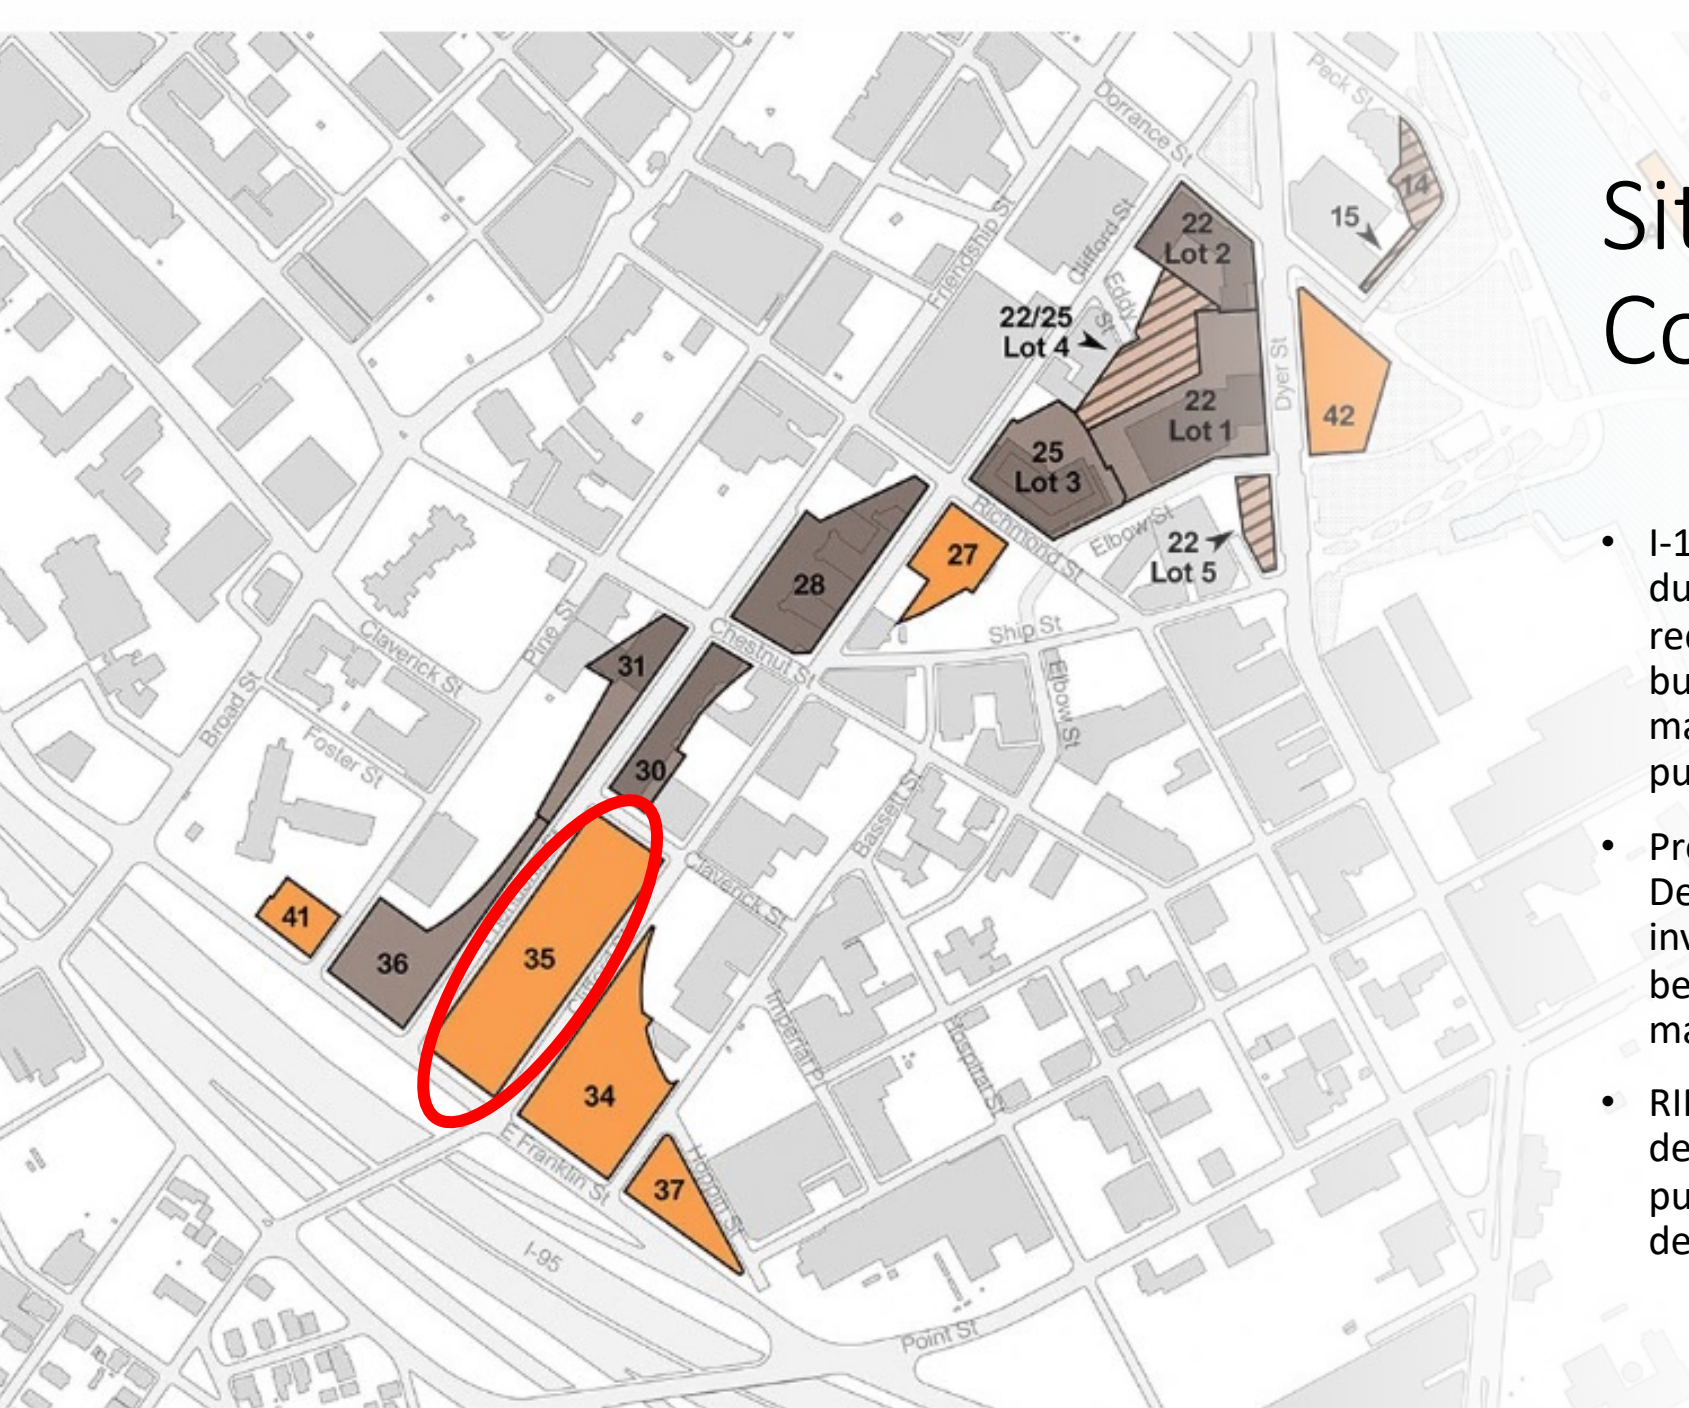 Peck St
Dorrance St
14
15
22
Lot 2
Friendship St
Clifford St
Eddy
St
22/25
Lot 4
Dyer St
22
Lot 1
42
25
Lot 3
Richmond St
Elbow St
22
Lot 5
27
28
Ship St
Chestnut St
Pine St
31
Claverick St
Broad St
Foster St
30
Elbow St
Bassett St
Claverick St
41
36
35
34
Imperial P
Hospital St
E Franklin St
37
Hoppin St
I-95
Point St